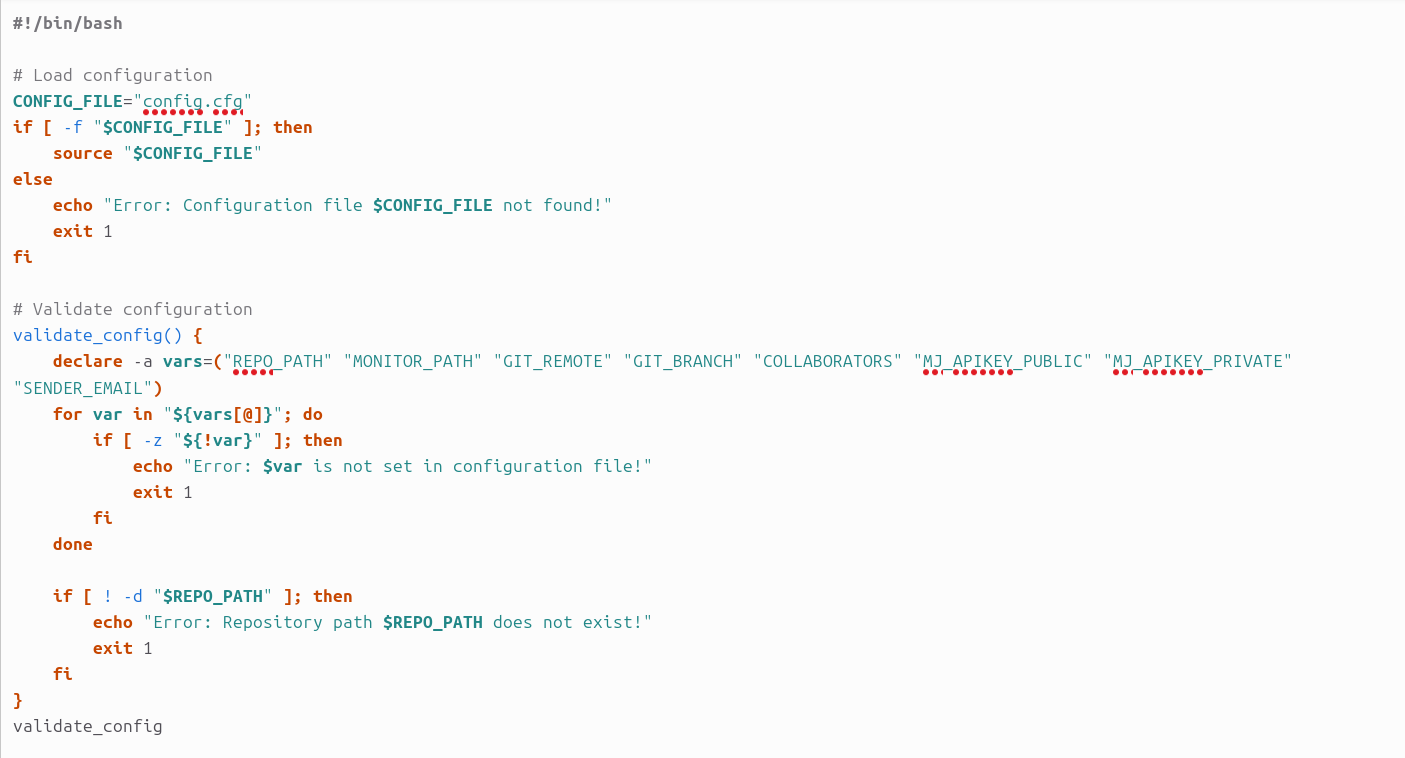 #!/bin/bash

# Load configuration
CONFIG_FILE="config.cfg"
if [ -f "$CONFIG_FILE" ]; then
    source "$CONFIG_FILE"
else
    echo "Error: Configuration file $CONFIG_FILE not found!"
    exit 1
fi

# Validate configuration
validate_config() {
    declare -a vars=("REPO_PATH" "MONITOR_PATH" "GIT_REMOTE" "GIT_BRANCH" "COLLABORATORS" "MJ_APIKEY_PUBLIC" "MJ_APIKEY_PRIVATE"
"SENDER_EMAIL")
    for var in "${vars[@]}"; do
        if [ -z "${!var}" ]; then
            echo "Error: $var is not set in configuration file!"
            exit 1
        fi
    done

    if [ ! -d "$REPO_PATH" ]; then
        echo "Error: Repository path $REPO_PATH does not exist!"
        exit 1
    fi
}
validate_config